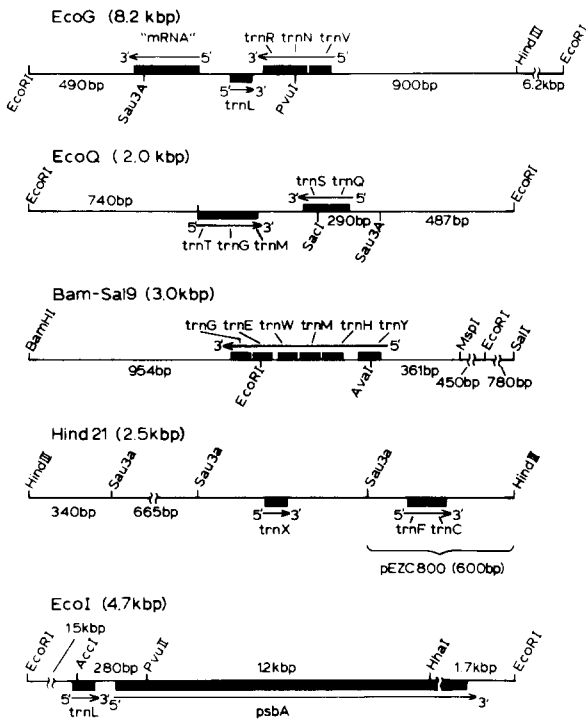 EcoG (8.2 kbp)
"mRNA" trnR trnN trnV
3' 5' 3' 5'
HindIII
EcoRI 490bp Sau3A 5' 3' PvuI 900bp 6.2kbp EcoRI
trnL
EcoQ (2.0 kbp)
EcoRI
740bp
trnS trnQ
3' 5'
EcoRI
5' 3' SacI 290bp Sau3A 487bp
trnT trnG trnM
Bam-Sal9 (3.0kbp)
BamHI
trnG trnE trnW trnM trnH trnY
3' 5'
MspI EcoRI SalI
954bp EcoRI AvaI 361bp 450bp 780bp
Hind 21 (2.5kbp)
HindIII Sau3a Sau3a Sau3a HindIII
340bp 665bp 5' 3' 5' 3'
trnX trnF trnC
pEZC800 (600bp)
EcoI (4.7kbp)
EcoRI 15kbp AccI 280bp PvuII 12kbp HhaI 1.7kbp EcoRI
5' 3' 5' 3'
trnL psbA